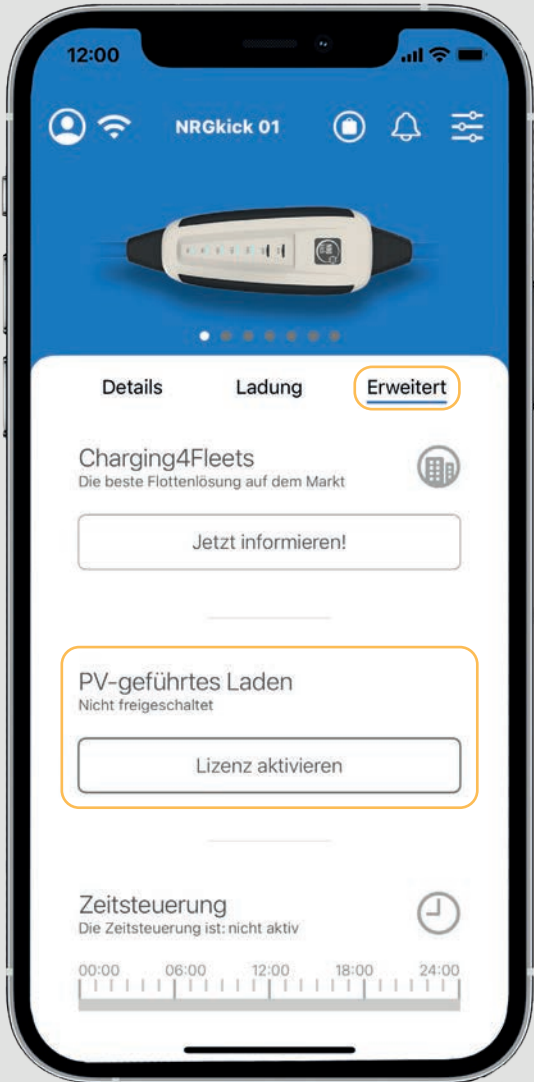 12:00
NRGkick 01
Details Ladung Erweitert
Charging4Fleets
Die beste Flottenlösung auf dem Markt
Jetzt informieren!
PV-geführtes Laden
Nicht freigeschaltet
Lizenz aktivieren
Zeitsteuerung
Die Zeitsteuerung ist: nicht aktiv
00:00 06:00 12:00 18:00 24:00